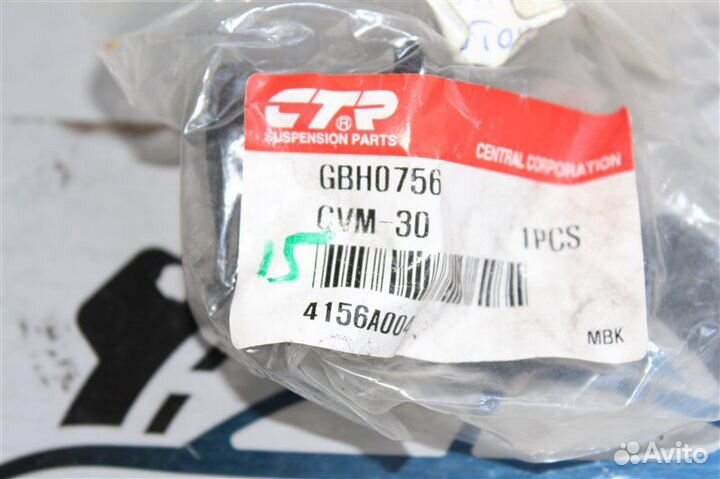 CTR®
SUSPENSION PARTS
CENTRAL CORPORATION
GBH0756
CVM-30
1PCS
15
4156A004
MBK
Avito